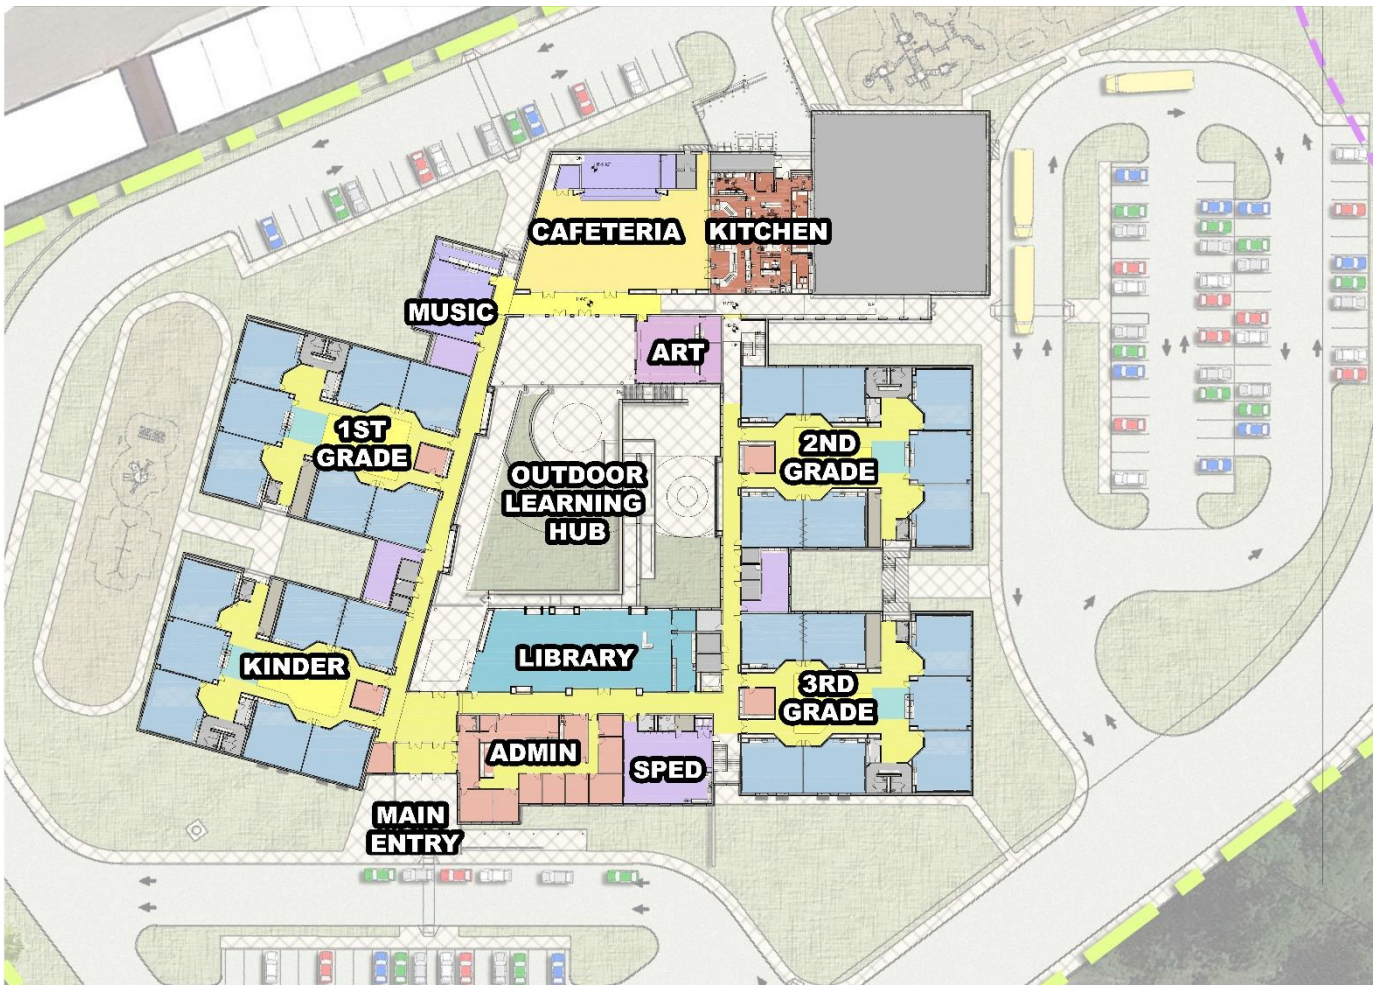 CAFETERIA
KITCHEN
MUSIC
ART
1ST
GRADE
2ND
GRADE
OUTDOOR
LEARNING
HUB
KINDER
LIBRARY
3RD
GRADE
ADMIN
SPED
MAIN
ENTRY